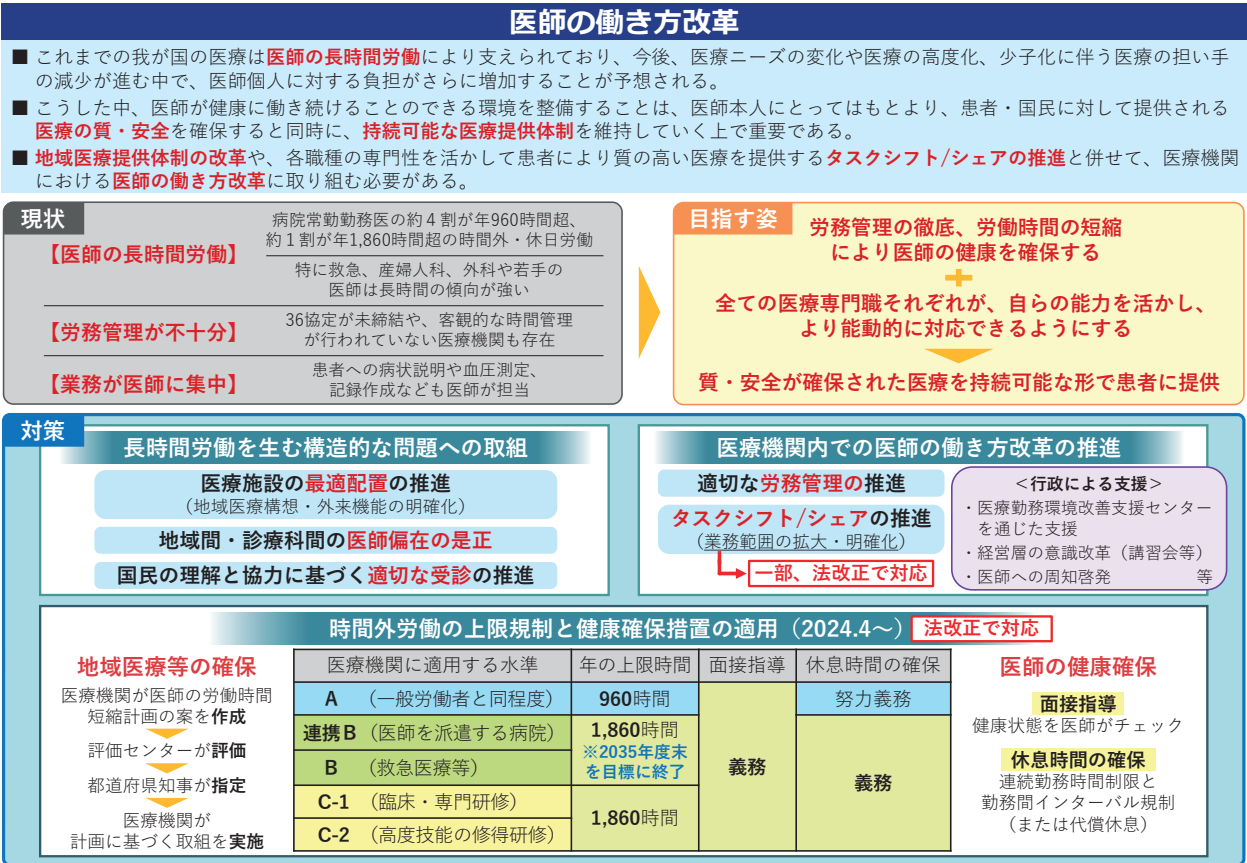 医師の働き方改革
■ これまでの我が国の医療は医師の長時間労働により支えられており、今後、医療ニーズの変化や医療の高度化、少子化に伴う医療の担い手
の減少が進む中で、医師個人に対する負担がさらに増加することが予想される。
■ こうした中、医師が健康に働き続けることのできる環境を整備することは、医師本人にとってはもとより、患者・国民に対して提供される
医療の質・安全を確保すると同時に、持続可能な医療提供体制を維持していく上で重要である。
■ 地域医療提供体制の改革や、各職種の専門性を活かして患者により質の高い医療を提供するタスクシフト/シェアの推進と併せて、医療機関
における医師の働き方改革に取り組む必要がある。
現状
【医師の長時間労働】
病院常勤勤務医の約4割が年960時間超、
約1割が年1,860時間超の時間外・休日労働
特に救急、産婦人科、外科や若手の
医師は長時間の傾向が強い
【労務管理が不十分】
36協定が未締結や、客観的な時間管理
が行われていない医療機関も存在
【業務が医師に集中】
患者への病状説明や血圧測定、
記録作成なども医師が担当
目指す姿
労務管理の徹底、労働時間の短縮
により医師の健康を確保する
+
全ての医療専門職それぞれが、自らの能力を活かし、
より能動的に対応できるようにする
質・安全が確保された医療を持続可能な形で患者に提供
対策
長時間労働を生む構造的な問題への取組
医療施設の最適配置の推進
（地域医療構想・外来機能の明確化）
地域間・診療科間の医師偏在の是正
国民の理解と協力に基づく適切な受診の推進
医療機関内での医師の働き方改革の推進
適切な労務管理の推進
タスクシフト/シェアの推進
（業務範囲の拡大・明確化）
一部、法改正で対応
＜行政による支援＞
・医療勤務環境改善支援センター
を通じた支援
・経営層の意識改革（講習会等）
・医師への周知啓発 等
時間外労働の上限規制と健康確保措置の適用（2024.4～） 法改正で対応
地域医療等の確保
医療機関が医師の労働時間
短縮計画の案を作成
評価センターが評価
都道府県知事が指定
医療機関が
計画に基づく取組を実施
医療機関に適用する水準 年の上限時間 面接指導 休息時間の確保
A （一般労働者と同程度） 960時間 努力義務
連携B （医師を派遣する病院） 1,860時間
※2035年度末
を目標に終了
B （救急医療等）
義務 義務
C-1 （臨床・専門研修）
1,860時間
C-2 （高度技能の修得研修）
医師の健康確保
面接指導
健康状態を医師がチェック
休息時間の確保
連続勤務時間制限と
勤務間インターバル規制
（または代償休息）